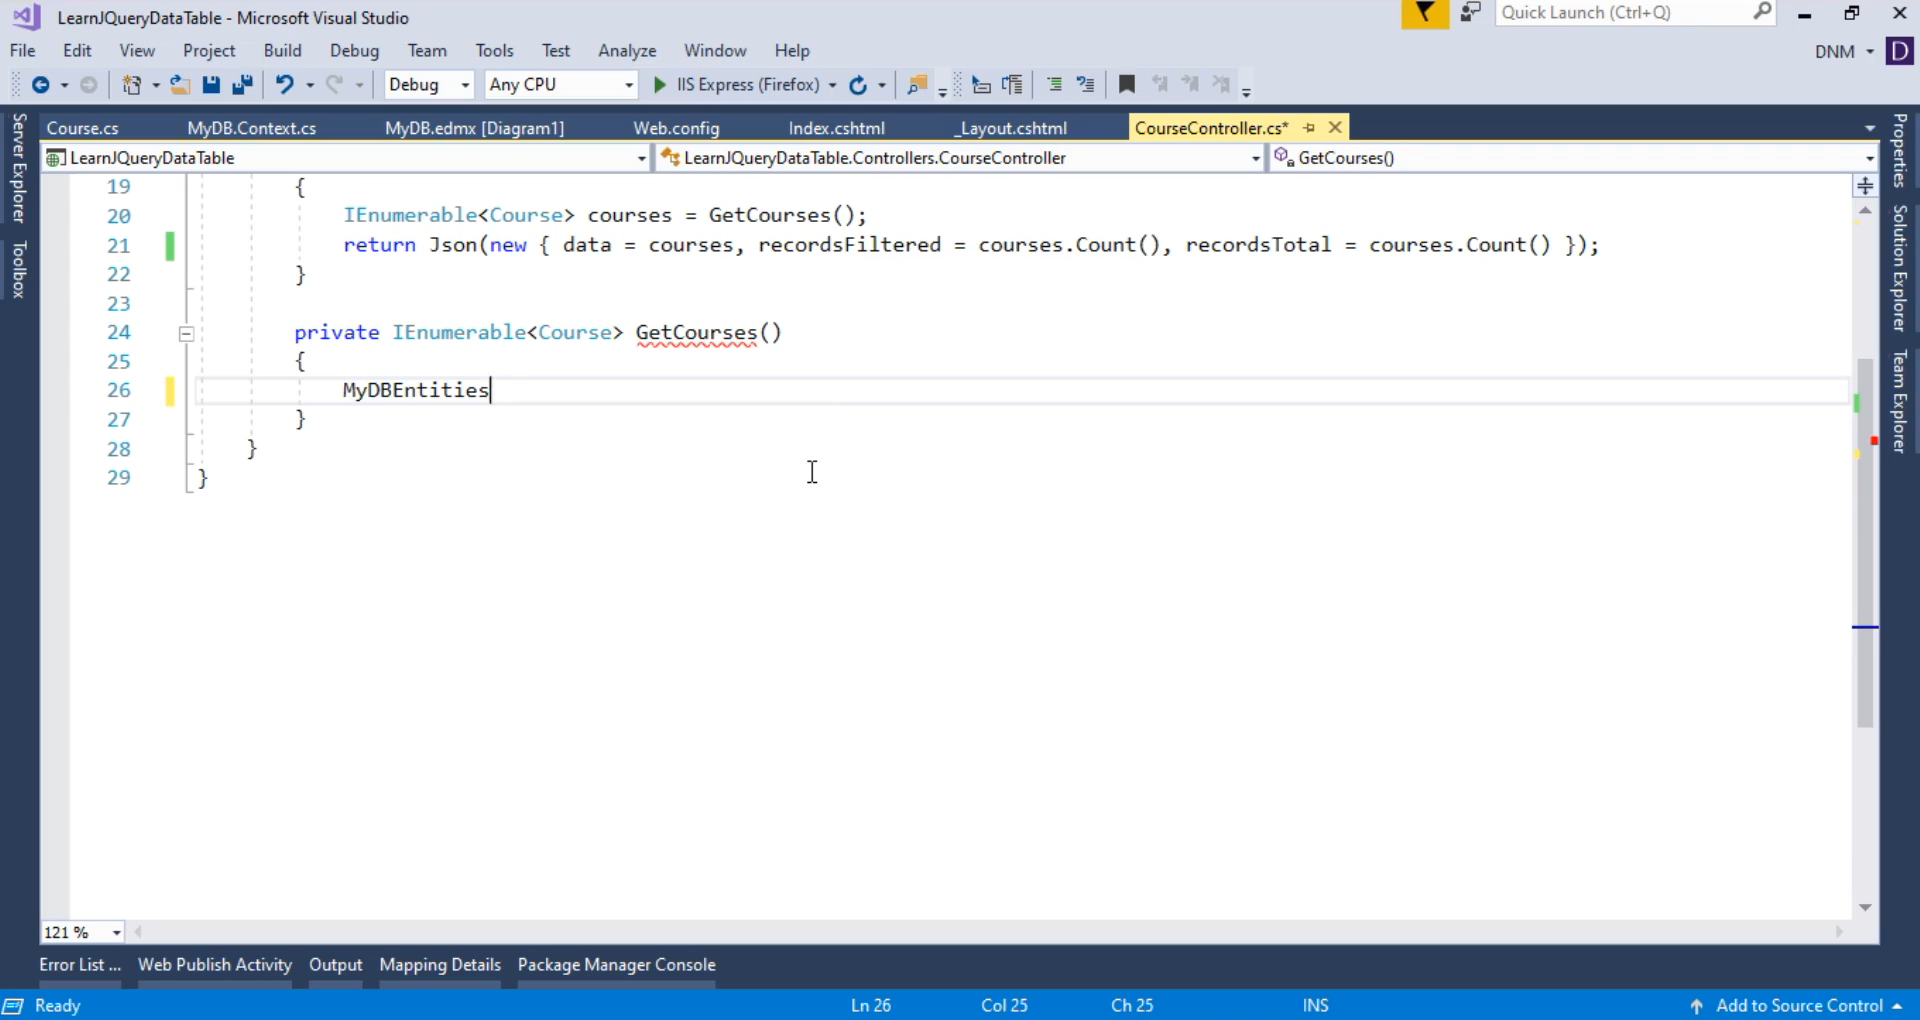 LearnJQueryDataTable - Microsoft Visual Studio
Quick Launch (Ctrl+Q)
File Edit View Project Build Debug Team Tools Test Analyze Window Help
DNM D
Debug Any CPU IIS Express (Firefox)
Course.cs MyDB.Context.cs MyDB.edmx [Diagram1] Web.config Index.cshtml _Layout.cshtml CourseController.cs*
LearnJQueryDataTable LearnJQueryDataTable.Controllers.CourseController GetCourses()
Server Explorer
Toolbox
19 {
20 IEnumerable<Course> courses = GetCourses();
21 return Json(new { data = courses, recordsFiltered = courses.Count(), recordsTotal = courses.Count() });
22 }
23
24 private IEnumerable<Course> GetCourses()
25 {
26 MyDBEntities
27 }
28 }
29 }
Properties
Solution Explorer
Team Explorer
121 %
Error List ... Web Publish Activity Output Mapping Details Package Manager Console
Ready Ln 26 Col 25 Ch 25 INS Add to Source Control